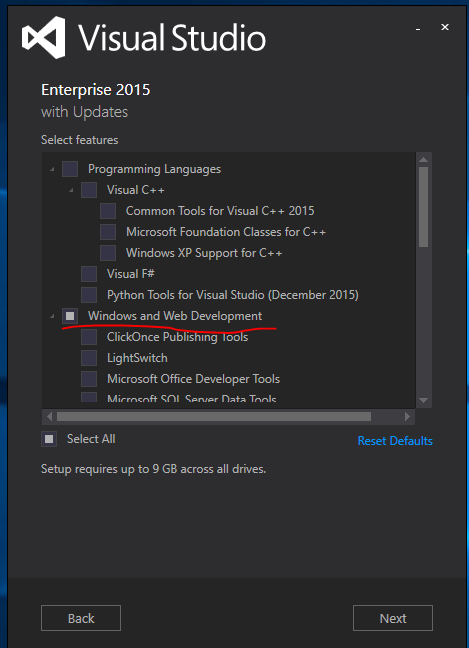 Visual Studio
Enterprise 2015
with Updates
Select features
Programming Languages
Visual C++
Common Tools for Visual C++ 2015
Microsoft Foundation Classes for C++
Windows XP Support for C++
Visual F#
Python Tools for Visual Studio (December 2015)
Windows and Web Development
ClickOnce Publishing Tools
LightSwitch
Microsoft Office Developer Tools
Microsoft SQL Server Data Tools
Select All
Reset Defaults
Setup requires up to 9 GB across all drives.
Back
Next